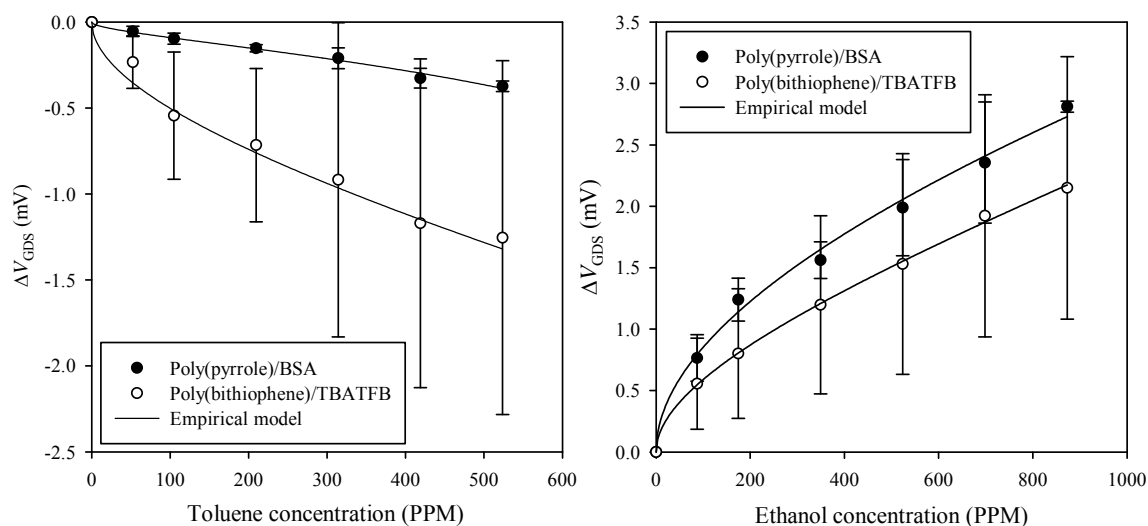 0.0
-0.5
-1.0
-1.5
-2.0
-2.5
ΔV_GDS (mV)
Poly(pyrrole)/BSA
Poly(bithiophene)/TBATFB
Empirical model
0 100 200 300 400 500 600
Toluene concentration (PPM)
3.5
3.0
2.5
2.0
1.5
1.0
0.5
0.0
ΔV_GDS (mV)
Poly(pyrrole)/BSA
Poly(bithiophene)/TBATFB
Empirical model
0 200 400 600 800 1000
Ethanol concentration (PPM)